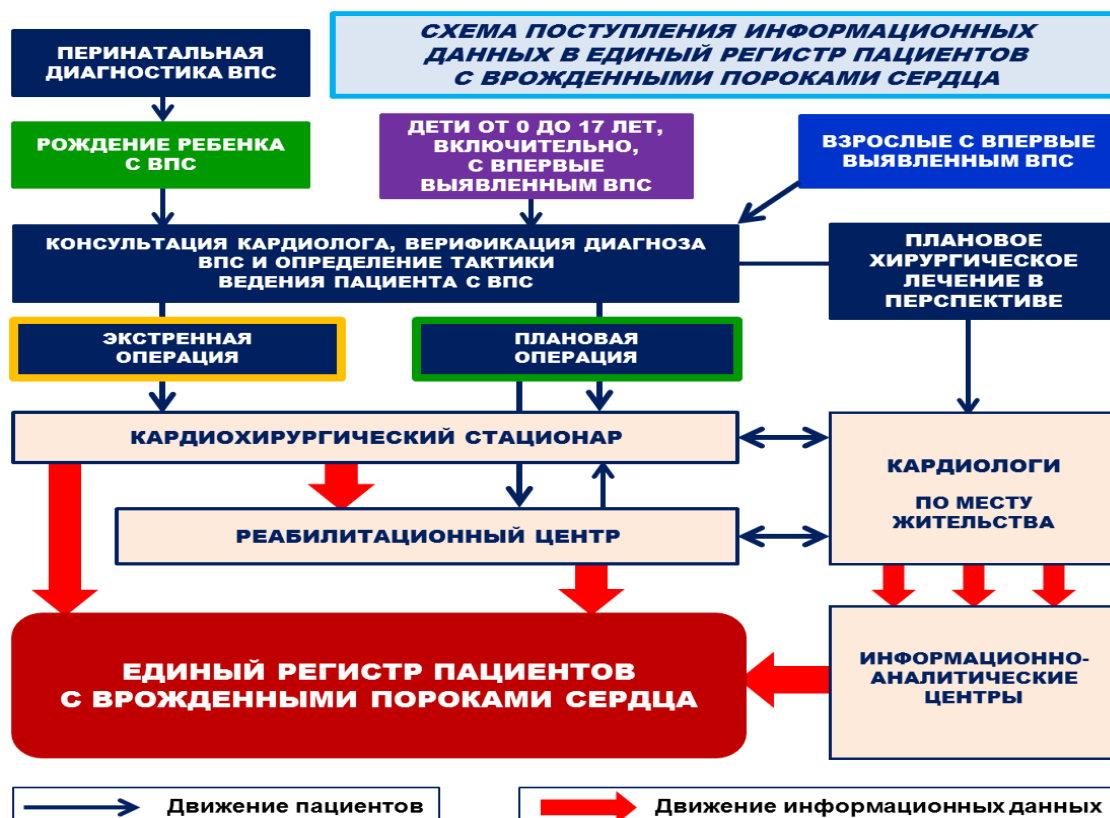 ПЕРИНАТАЛЬНАЯ
ДИАГНОСТИКА ВПС
СХЕМА ПОСТУПЛЕНИЯ ИНФОРМАЦИОННЫХ
ДАННЫХ В ЕДИНЫЙ РЕГИСТР ПАЦИЕНТОВ
С ВРОЖДЕННЫМИ ПОРОКАМИ СЕРДЦА
РОЖДЕНИЕ РЕБЕНКА
С ВПС
ДЕТИ ОТ 0 ДО 17 ЛЕТ,
ВКЛЮЧИТЕЛЬНО,
С ВПЕРВЫЕ
ВЫЯВЛЕННЫМ ВПС
ВЗРОСЛЫЕ С ВПЕРВЫЕ
ВЫЯВЛЕННЫМ ВПС
КОНСУЛЬТАЦИЯ КАРДИОЛОГА, ВЕРИФИКАЦИЯ ДИАГНОЗА
ВПС И ОПРЕДЕЛЕНИЕ ТАКТИКИ
ВЕДЕНИЯ ПАЦИЕНТА С ВПС
ПЛАНОВОЕ
ХИРУРГИЧЕСКОЕ
ЛЕЧЕНИЕ В
ПЕРСПЕКТИВЕ
ЭКСТРЕННАЯ
ОПЕРАЦИЯ
ПЛАНОВАЯ
ОПЕРАЦИЯ
КАРДИОХИРУРГИЧЕСКИЙ СТАЦИОНАР
КАРДИОЛОГИ
ПО МЕСТУ
ЖИТЕЛЬСТВА
РЕАБИЛИТАЦИОННЫЙ ЦЕНТР
ЕДИНЫЙ РЕГИСТР ПАЦИЕНТОВ
С ВРОЖДЕННЫМИ ПОРОКАМИ СЕРДЦА
ИНФОРМАЦИОННО-
АНАЛИТИЧЕСКИЕ
ЦЕНТРЫ
Движение пациентов
Движение информационных данных